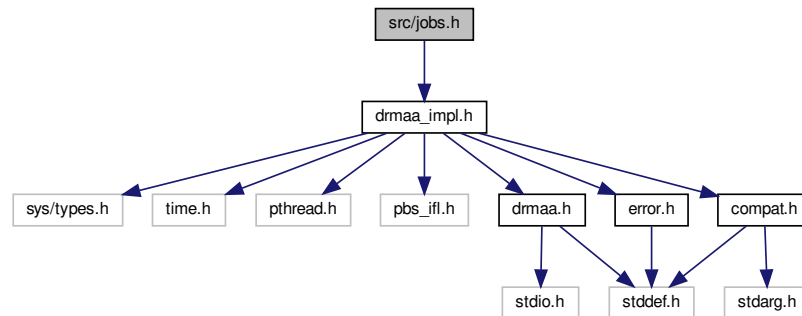 src/jobs.h
drmaa_impl.h
sys/types.h
time.h
pthread.h
pbs_ifl.h
drmaa.h
error.h
compat.h
stdio.h
stddef.h
stdarg.h